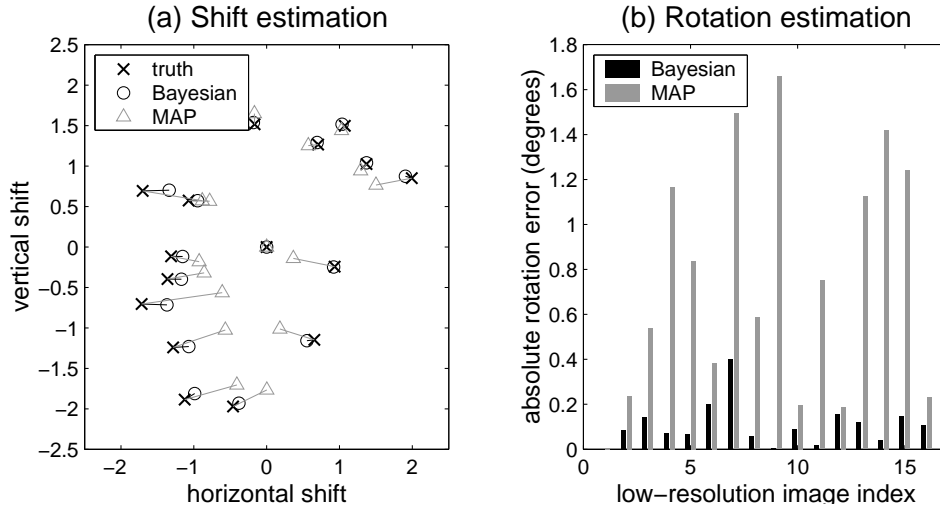 (a) Shift estimation
2.5
2
1.5
1
0.5
0
−0.5
−1
−1.5
−2
−2.5
vertical shift
truth
Bayesian
MAP
−2
−1
0
1
2
horizontal shift
(b) Rotation estimation
1.8
1.6
1.4
1.2
1
0.8
0.6
0.4
0.2
0
absolute rotation error (degrees)
Bayesian
MAP
5
10
15
low−resolution image index